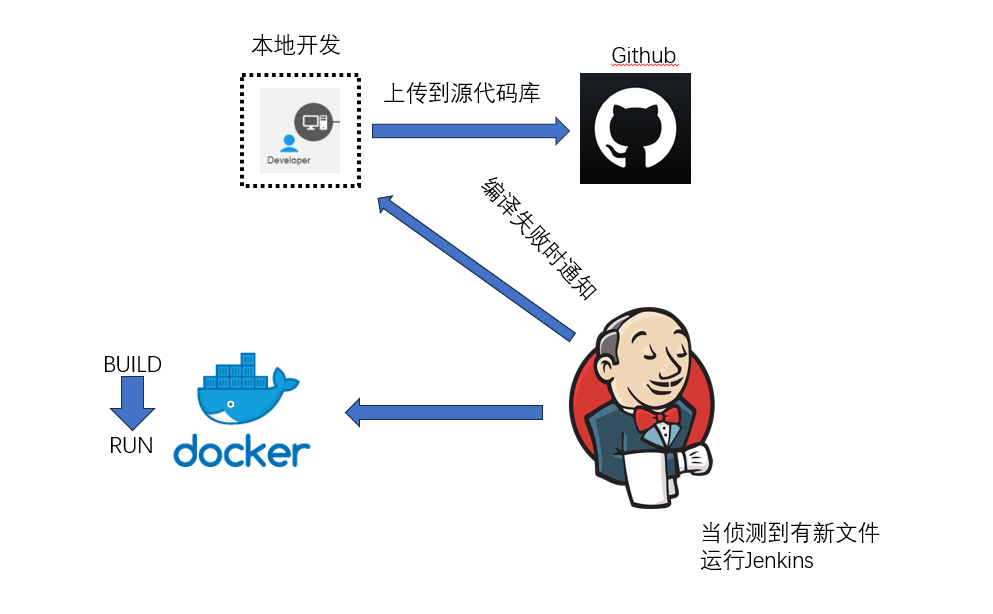 本地开发
Github
上传到源代码库
Developer
编译失败时通知
BUILD
RUN
docker
当侦测到有新文件
运行Jenkins